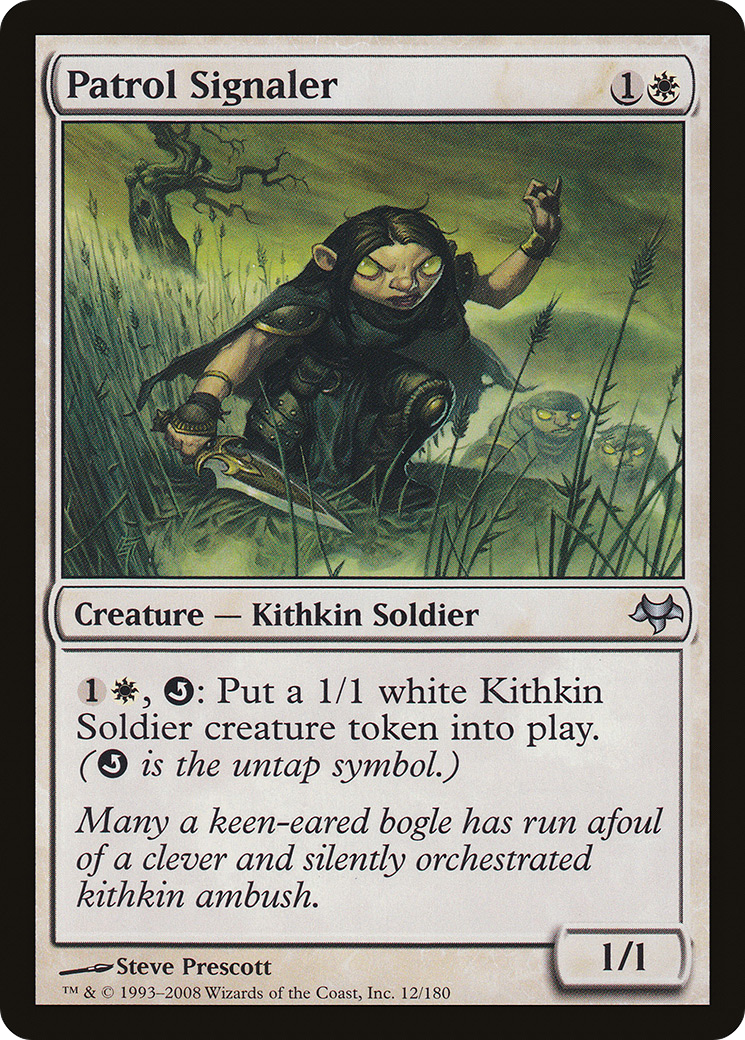 Patrol Signaler 1
Creature — Kithkin Soldier
1 , : Put a 1/1 white Kithkin
Soldier creature token into play.
( is the untap symbol.)
Many a keen-eared bogle has run afoul
of a clever and silently orchestrated
kithkin ambush.
1/1
Steve Prescott
™ & © 1993–2008 Wizards of the Coast, Inc. 12/180